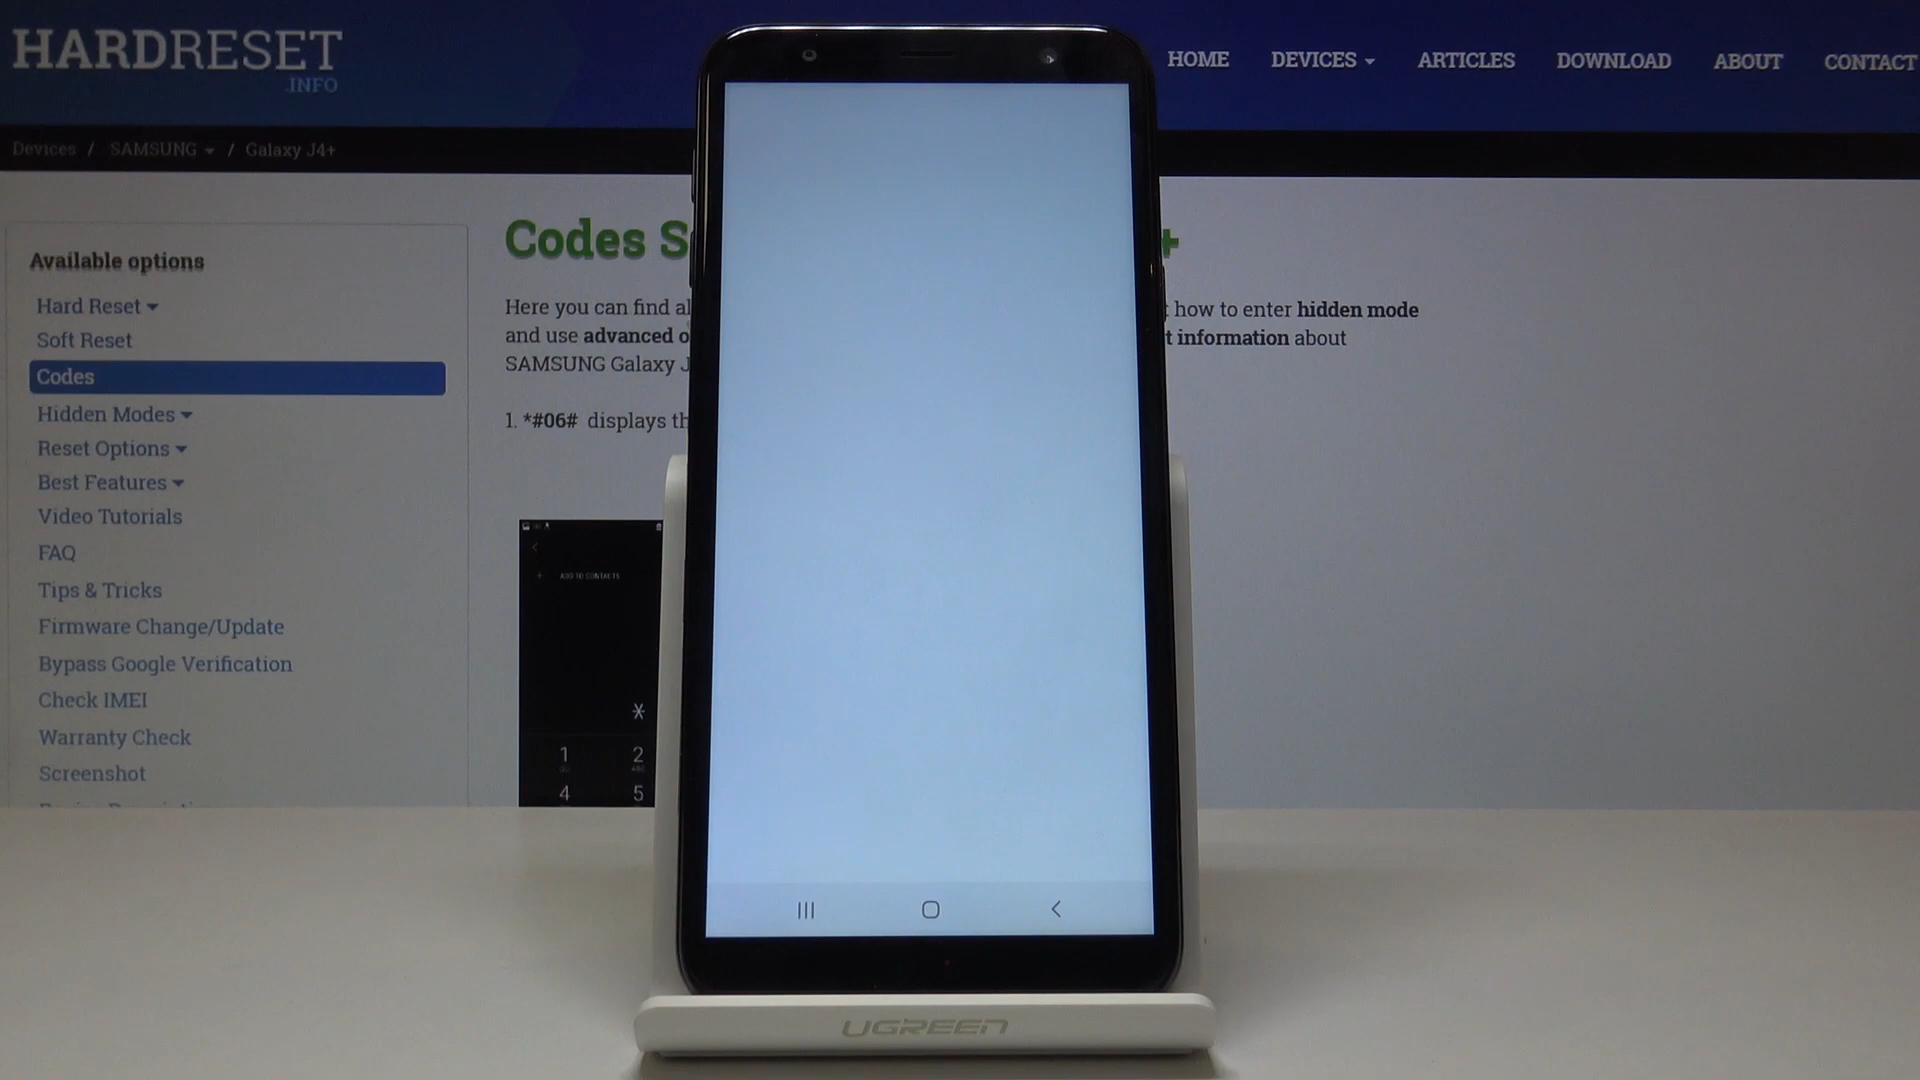 HARDRESET
.INFO
HOME DEVICES ARTICLES DOWNLOAD ABOUT CONTACT
Devices / SAMSUNG / Galaxy J4+
Available options
Hard Reset
Soft Reset
Codes
Hidden Modes
Reset Options
Best Features
Video Tutorials
FAQ
Tips & Tricks
Firmware Change/Update
Bypass Google Verification
Check IMEI
Warranty Check
Screenshot
Codes S +
Here you can find al how to enter hidden mode
and use advanced o t information about
SAMSUNG Galaxy J
1. *#06# displays th
+ ADD TO CONTACTS
*
1 2
4 5
UGREEN